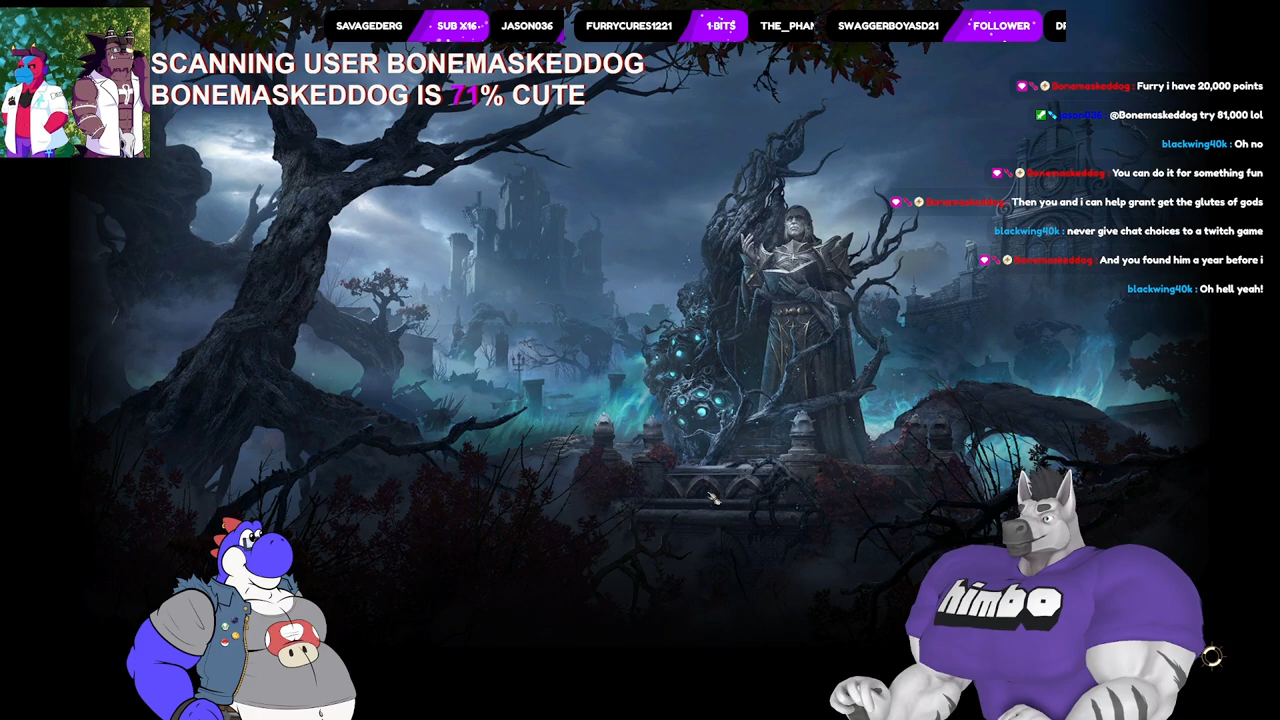 SAVAGEDERG SUB X16 JASON036 FURRYCURES1221 1 BITS THE_PHAN SWAGGERBOYASD21 FOLLOWER
SCANNING USER BONEMASKEDDOG
BONEMASKEDDOG IS 71% CUTE
Bonemaskeddog : Furry i have 20,000 points
jason036 : @Bonemaskeddog try 81,000 lol
blackwing40k : Oh no
Bonemaskeddog : You can do it for something fun
Bonemaskeddog : Then you and i can help grant get the glutes of gods
blackwing40k : never give chat choices to a twitch game
Bonemaskeddog : And you found him a year before i
blackwing40k : Oh hell yeah!
himbo